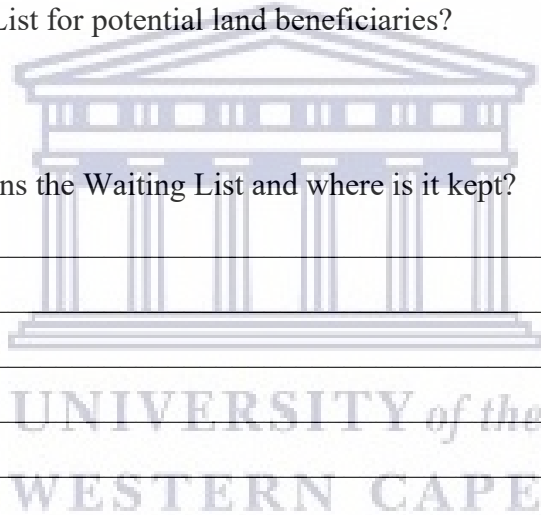 List for potential land beneficiaries?
ns the Waiting List and where is it kept?
UNIVERSITY of the
WESTERN CAPE